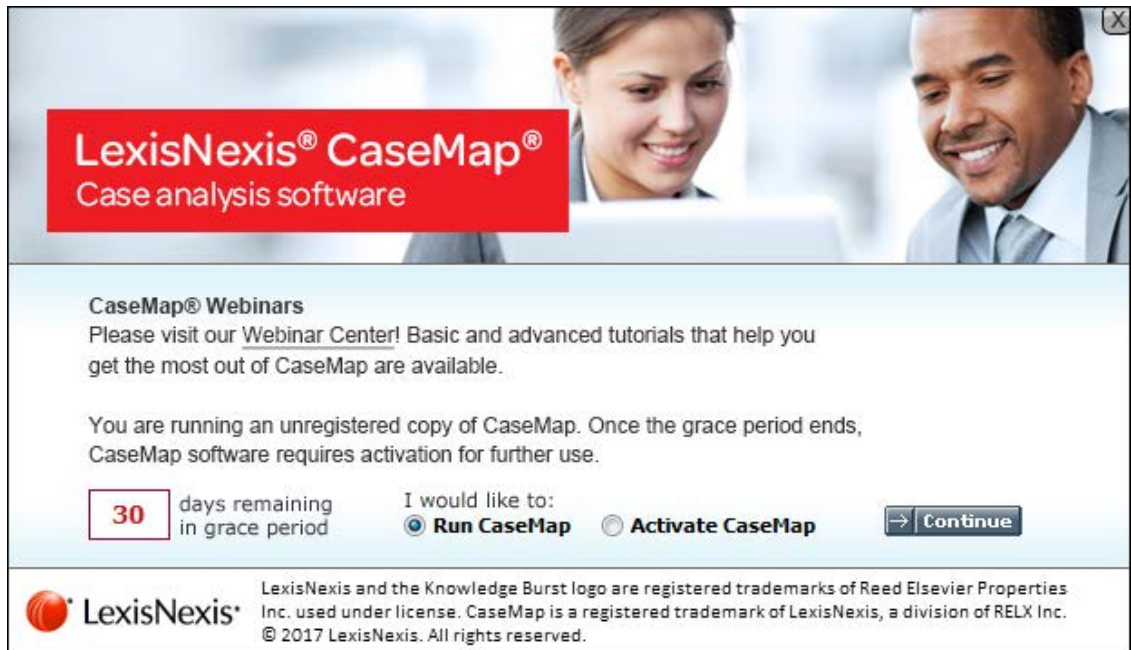 X
LexisNexis® CaseMap®
Case analysis software
CaseMap® Webinars
Please visit our Webinar Center! Basic and advanced tutorials that help you
get the most out of CaseMap are available.
You are running an unregistered copy of CaseMap. Once the grace period ends,
CaseMap software requires activation for further use.
30
days remaining
in grace period
I would like to:
Run CaseMap
Activate CaseMap
Continue
LexisNexis®
LexisNexis and the Knowledge Burst logo are registered trademarks of Reed Elsevier Properties
Inc. used under license. CaseMap is a registered trademark of LexisNexis, a division of RELX Inc.
© 2017 LexisNexis. All rights reserved.